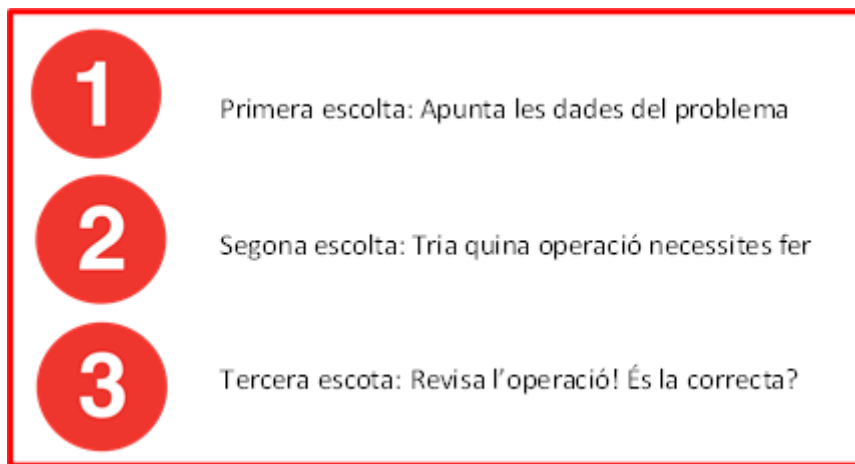 1
Primera escolta: Apunta les dades del problema
2
Segona escolta: Tria quina operació necessites fer
3
Tercera escota: Revisa l'operació! És la correcta?